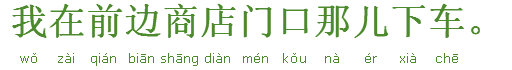 我在前边商店门口那儿下车。
wǒ zài qián biān shāng diàn mén kǒu nà ér xià chē